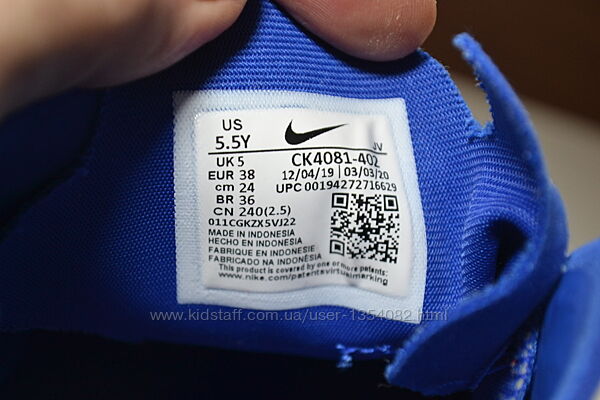 US
5.5Y
JV
UK 5
CK4081-402
EUR 38
12/04/19 | 03/03/20
cm 24
UPC 00194272716629
BR 36
CN 240(2.5)
011CGKZX5VJ22
MADE IN INDONESIA
HECHO EN INDONESIA
FABRIQUE EN INDONESIE
FABRICADO NA INDONÉSIA
This product is covered by one or more patents:
www.nike.com/patentsvirtualmarking
www.kidstaff.com.ua/user-1354082.html